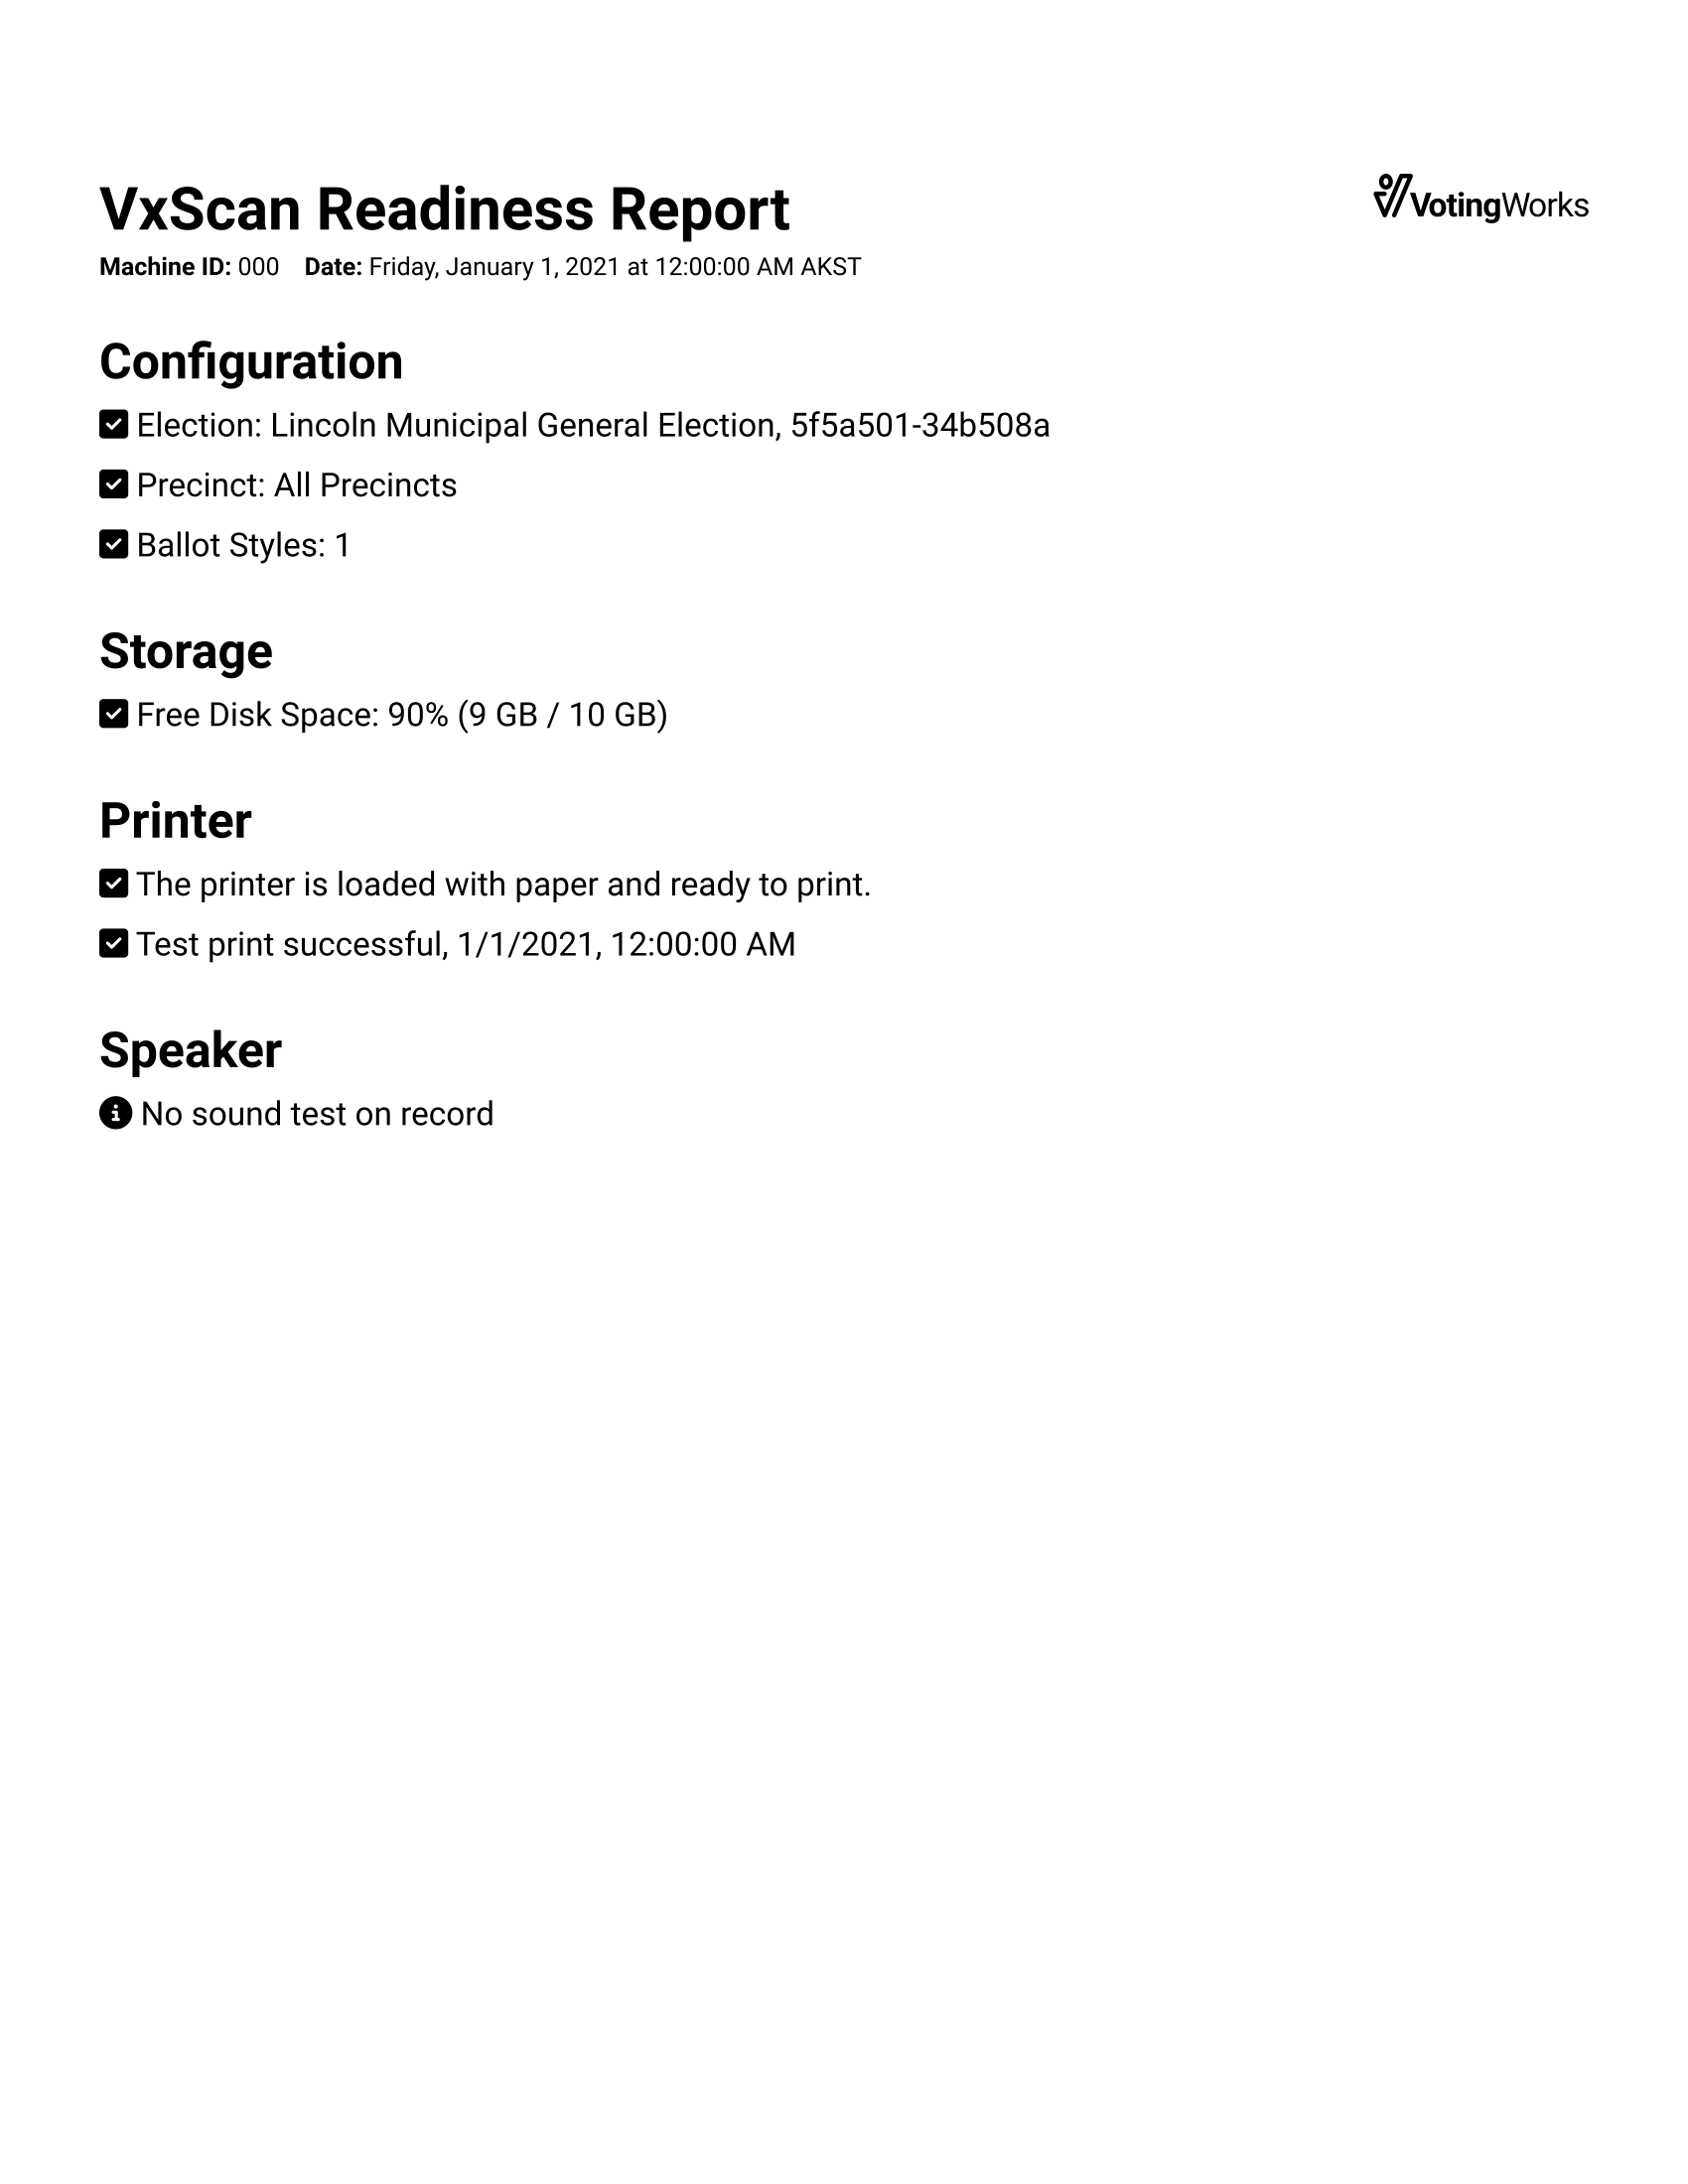 VxScan Readiness Report
VotingWorks
Machine ID: 000 Date: Friday, January 1, 2021 at 12:00:00 AM AKST
Configuration
Election: Lincoln Municipal General Election, 5f5a501-34b508a
Precinct: All Precincts
Ballot Styles: 1
Storage
Free Disk Space: 90% (9 GB / 10 GB)
Printer
The printer is loaded with paper and ready to print.
Test print successful, 1/1/2021, 12:00:00 AM
Speaker
No sound test on record